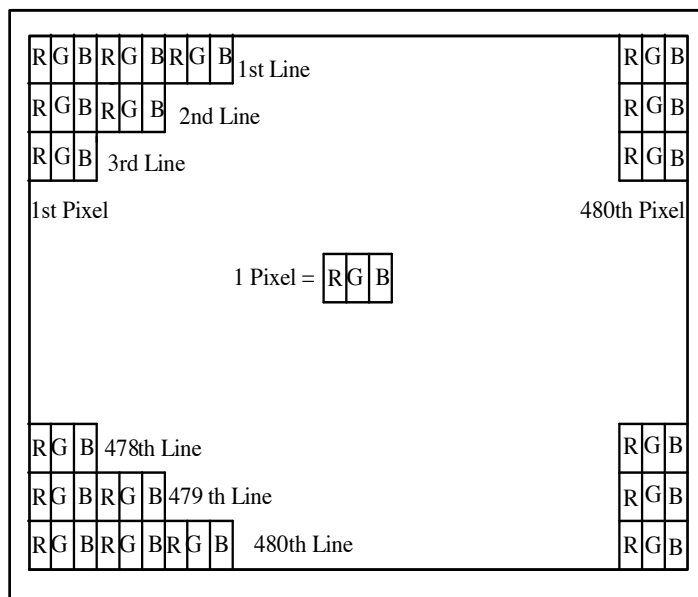 R G B R G B R G B 1st Line R G B
R G B R G B 2nd Line R G B
R G B 3rd Line R G B
1st Pixel 480th Pixel
1 Pixel = R G B
R G B 478th Line R G B
R G B R G B 479 th Line R G B
R G B R G B R G B 480th Line R G B